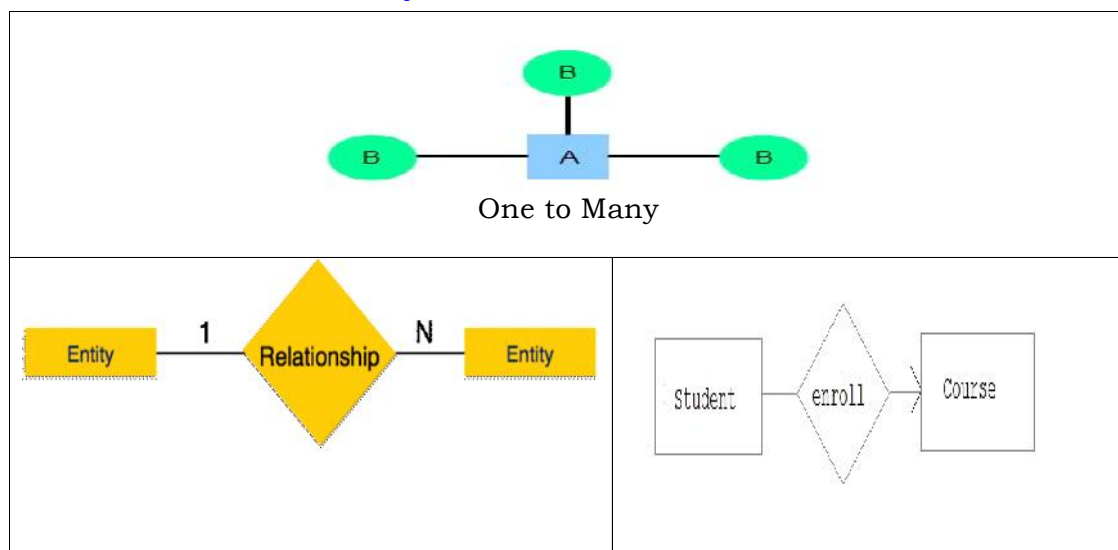 B
B A B
One to Many
Entity 1 Relationship N Entity
Student enroll Course